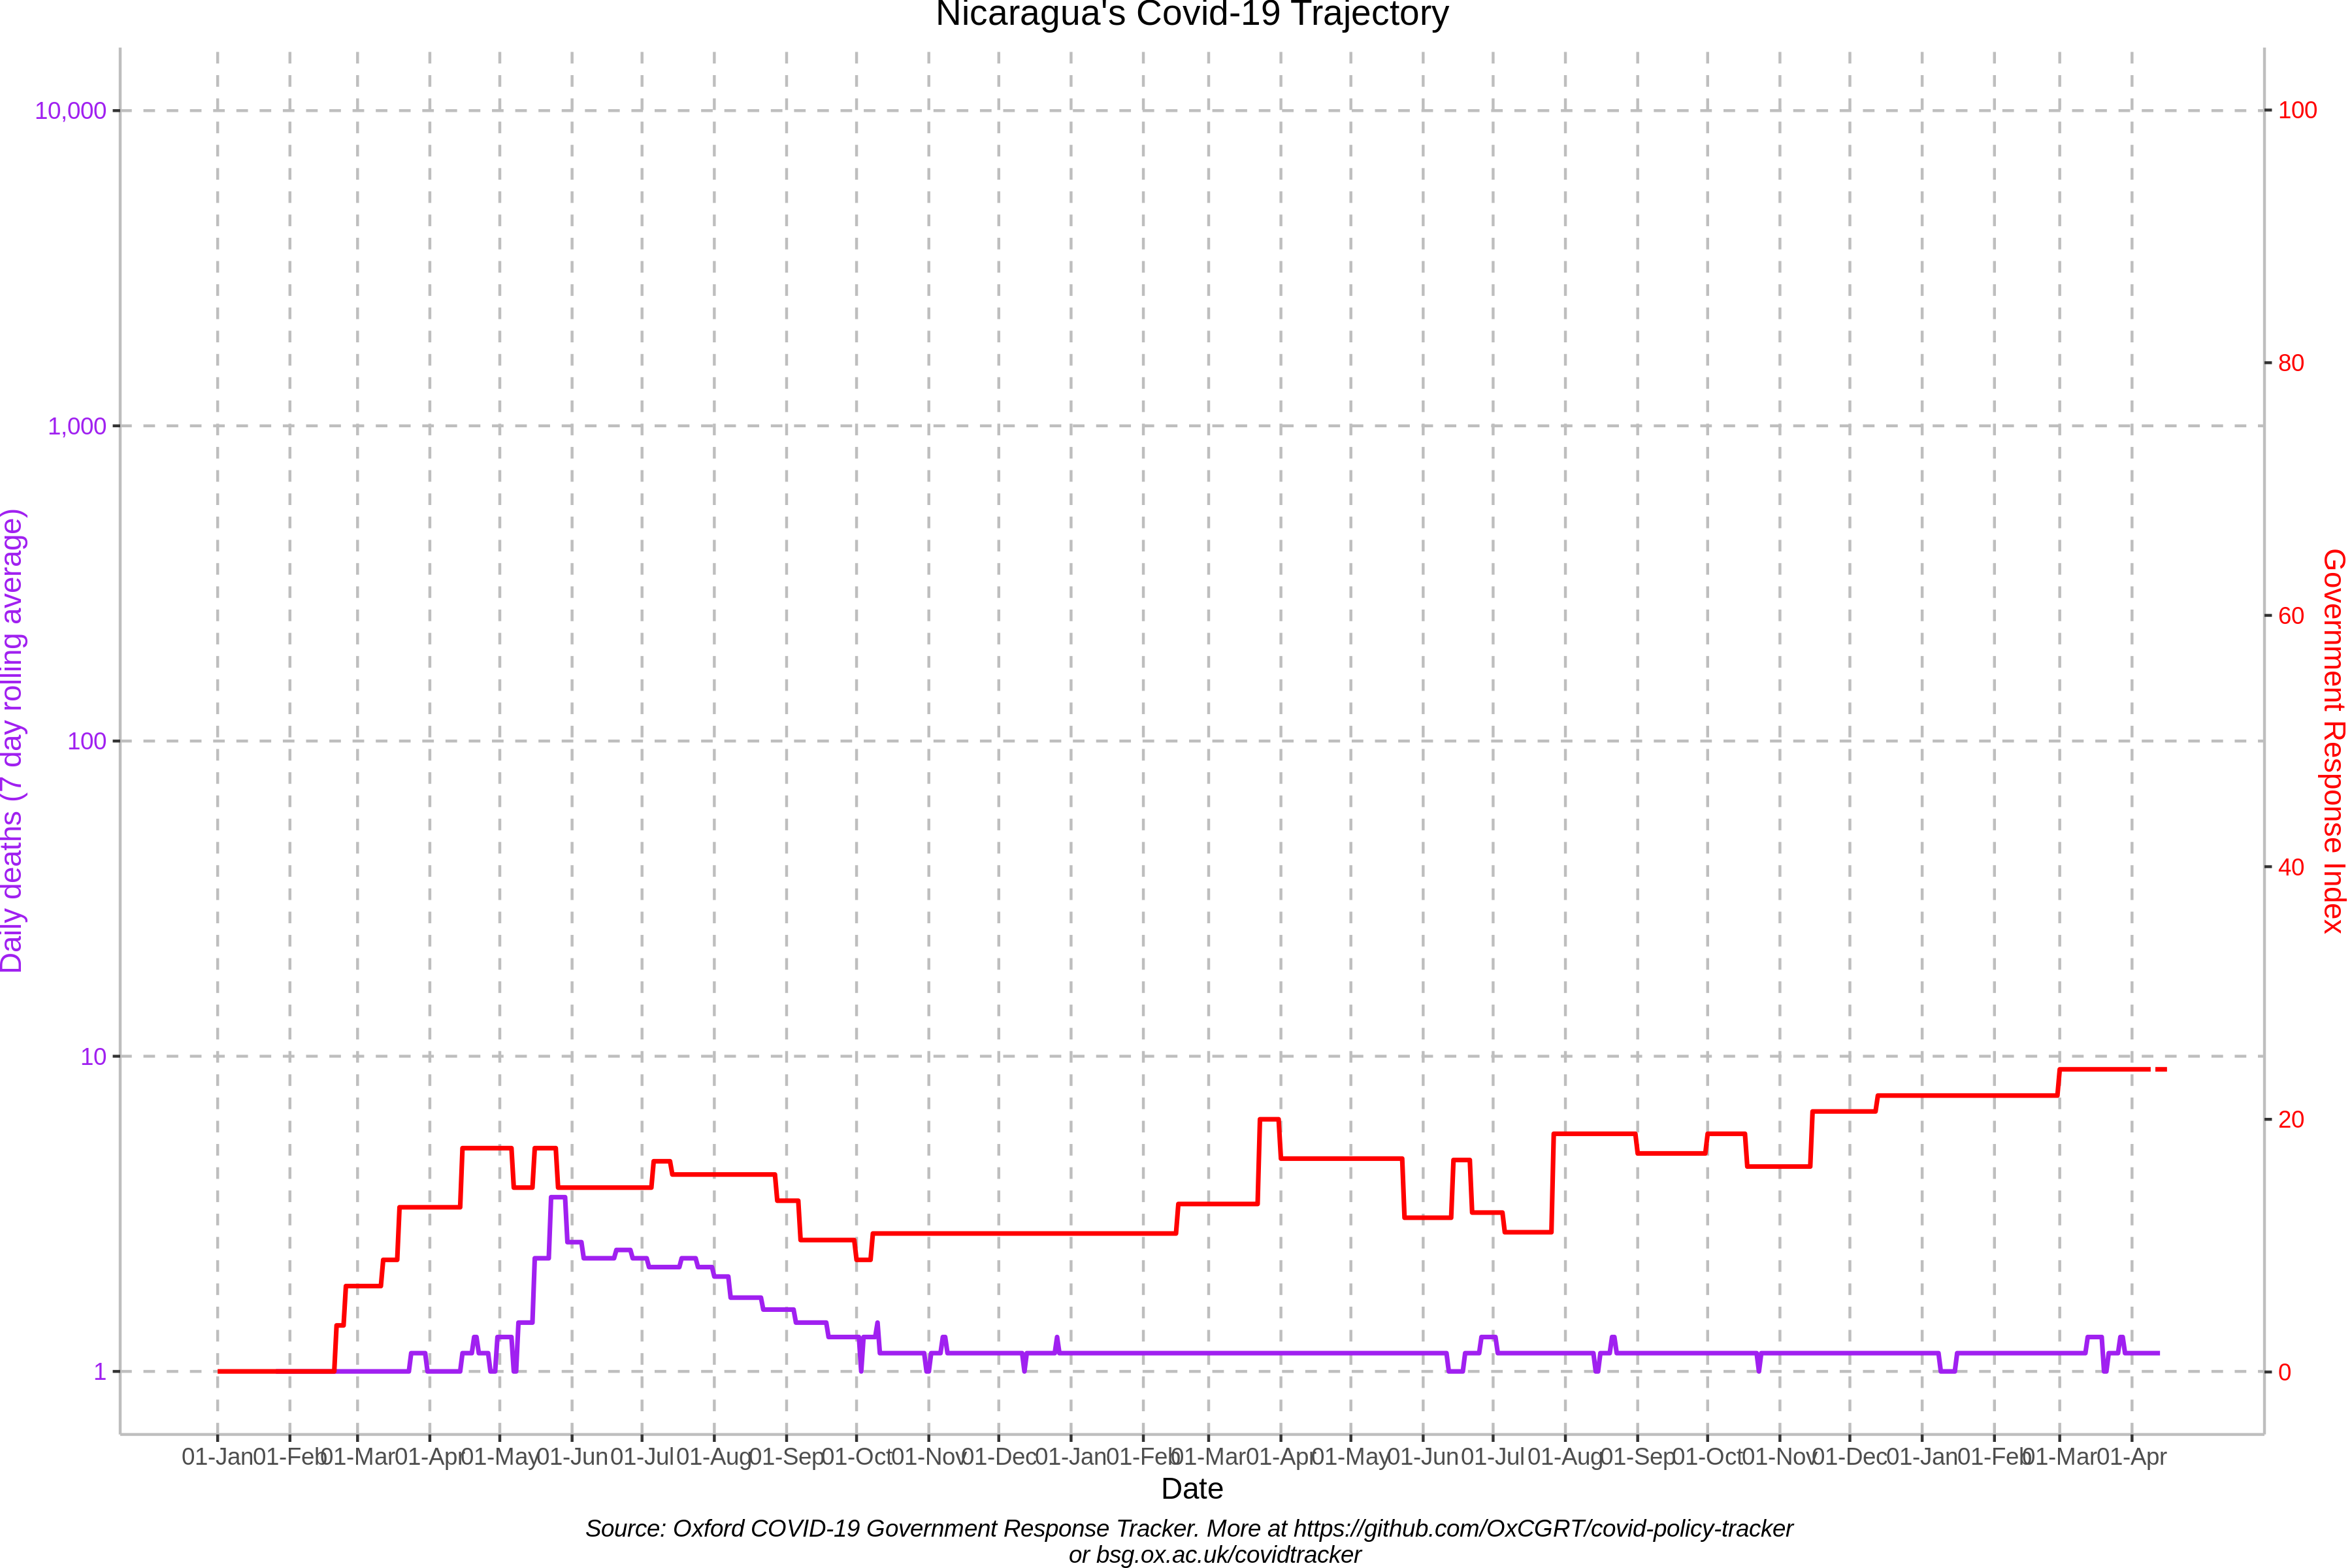 Nicaragua's Covid-19 Trajectory
10,000
1,000
100
10
1
Daily deaths (7 day rolling average)
100
80
60
40
20
0
Government Response Index
01-Jan 01-Feb 01-Mar 01-Apr 01-May 01-Jun 01-Jul 01-Aug 01-Sep 01-Oct 01-Nov 01-Dec 01-Jan 01-Feb 01-Mar 01-Apr 01-May 01-Jun 01-Jul 01-Aug 01-Sep 01-Oct 01-Nov 01-Dec 01-Jan 01-Feb 01-Mar 01-Apr
Date
Source: Oxford COVID-19 Government Response Tracker. More at https://github.com/OxCGRT/covid-policy-tracker
or bsg.ox.ac.uk/covidtracker